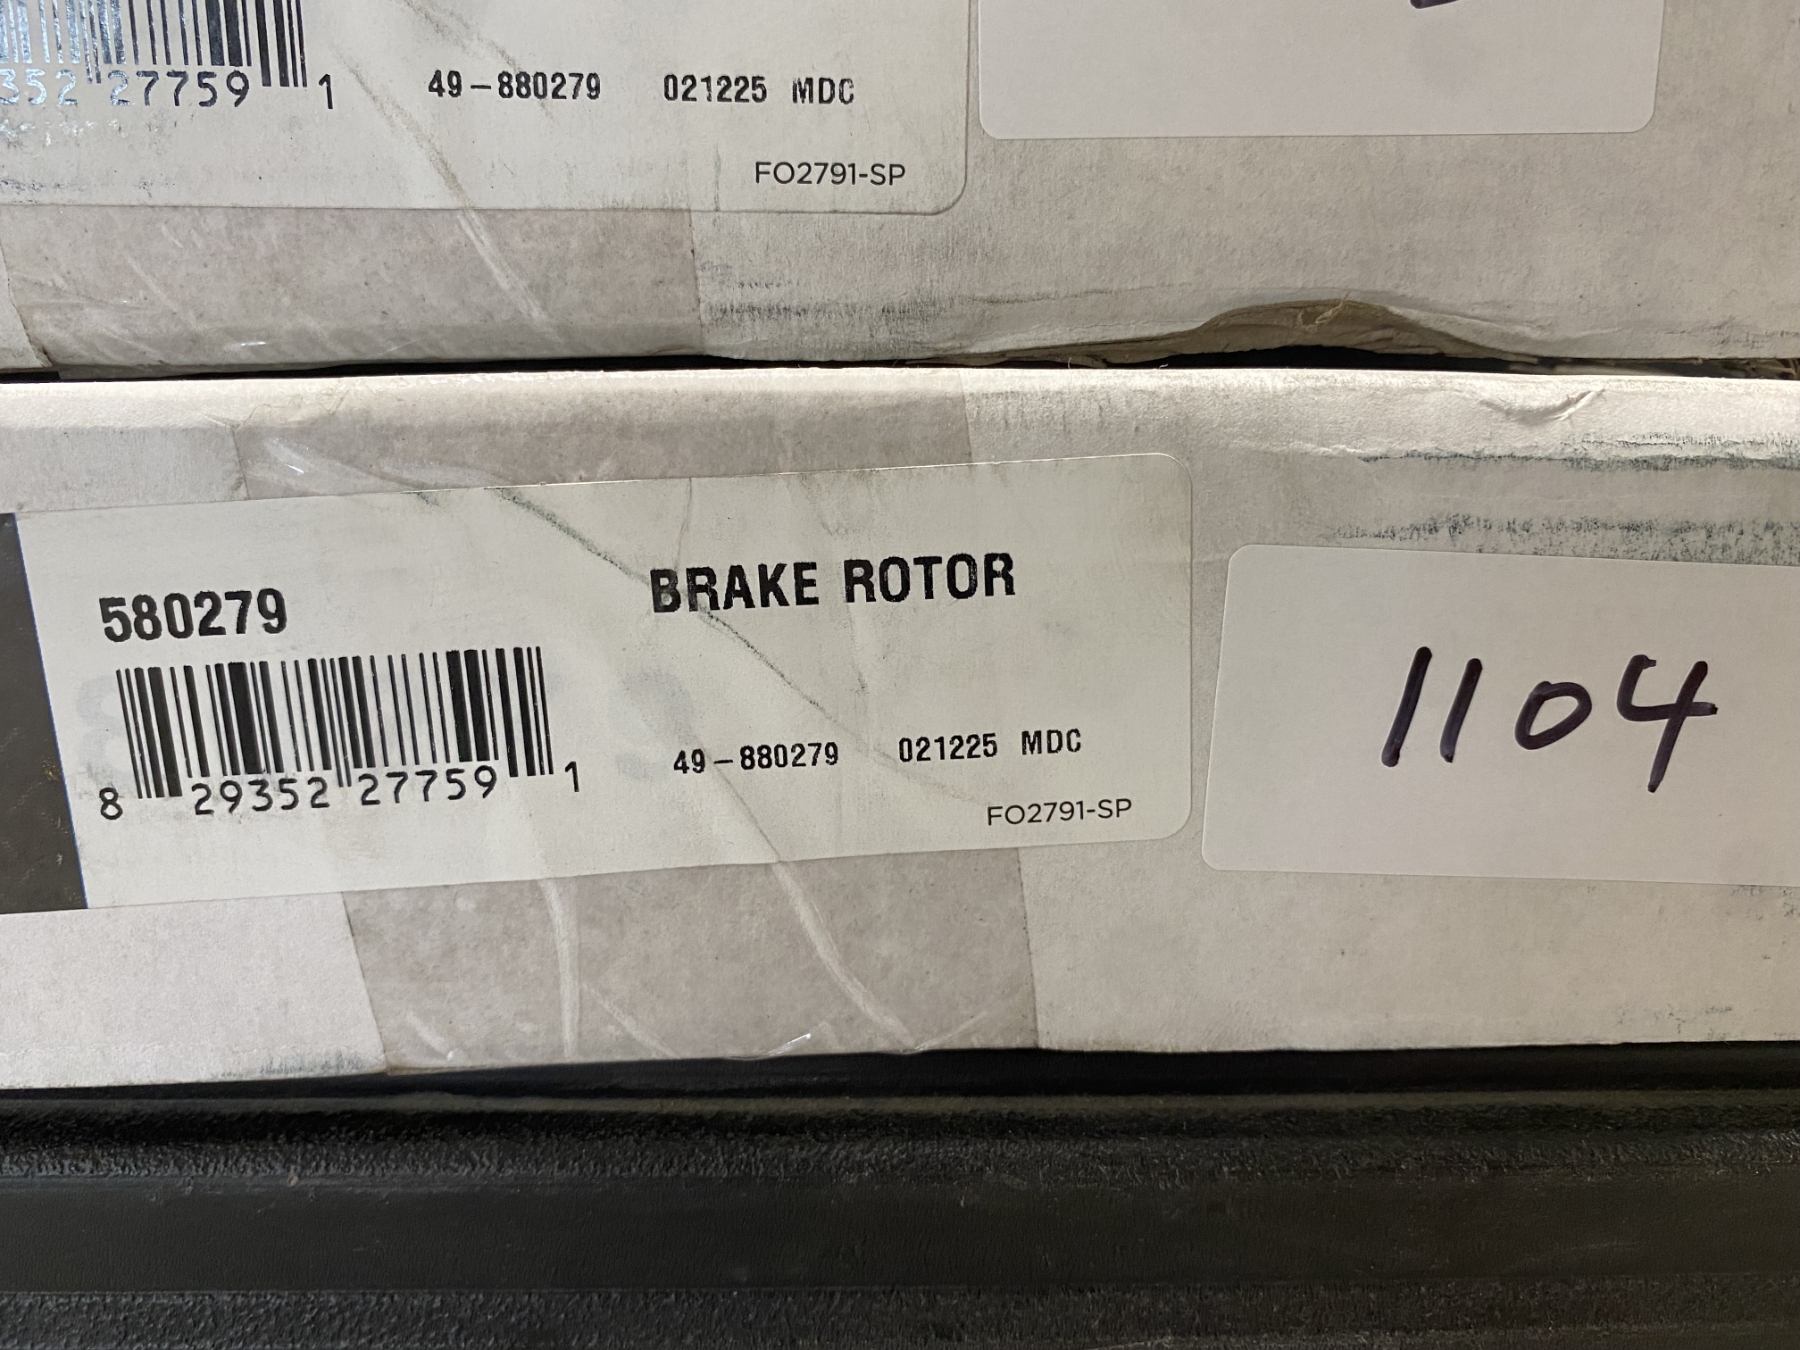 352 27759 1
49-880279 021225 MDC
FO2791-SP
580279
BRAKE ROTOR
8 29352 27759 1
49-880279 021225 MDC
FO2791-SP
1104